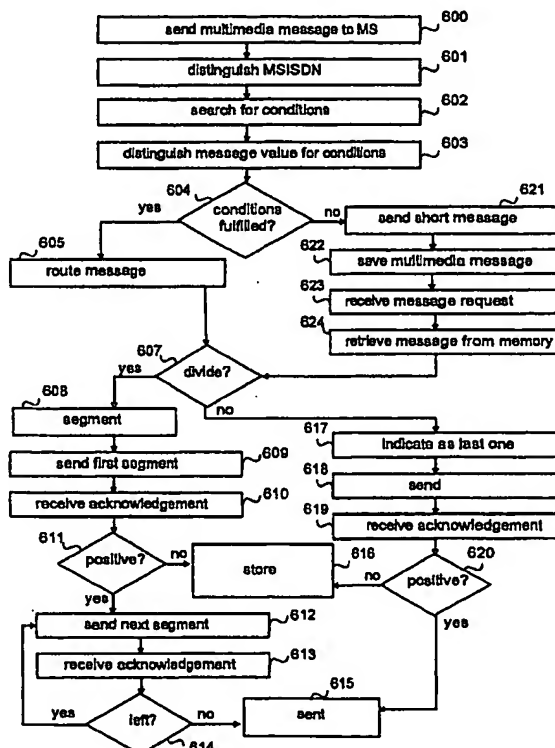 send multimedia message to MS 600
distinguish MSISDN 601
search for conditions 602
distinguish message value for conditions 603
604 conditions fulfilled? yes no
send short message 621
605 route message
622 save multimedia message
623 receive message request
624 retrieve message from memory
607 divide? yes no
608 segment
send first segment 609
receive acknowledgement 610
617 indicate as last one
618 send
619 receive acknowledgement
611 positive? no yes
store 616
positive? 620 no yes
send next segment 612
receive acknowledgement 613
left? yes no 614
sent 615